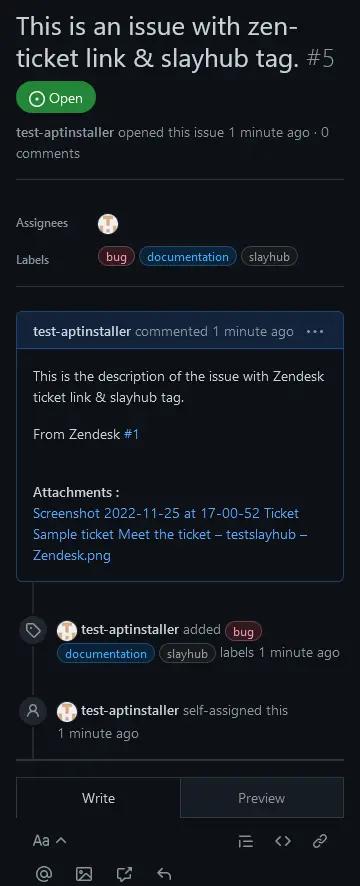 This is an issue with zen-
ticket link & slayhub tag. #5
Open
test-aptinstaller opened this issue 1 minute ago · 0
comments
Assignees
Labels bug documentation slayhub
test-aptinstaller commented 1 minute ago ···
This is the description of the issue with Zendesk
ticket link & slayhub tag.
From Zendesk #1
Attachments :
Screenshot 2022-11-25 at 17-00-52 Ticket
Sample ticket Meet the ticket – testslayhub –
Zendesk.png
test-aptinstaller added bug
documentation slayhub labels 1 minute ago
test-aptinstaller self-assigned this
1 minute ago
Write Preview
Aa